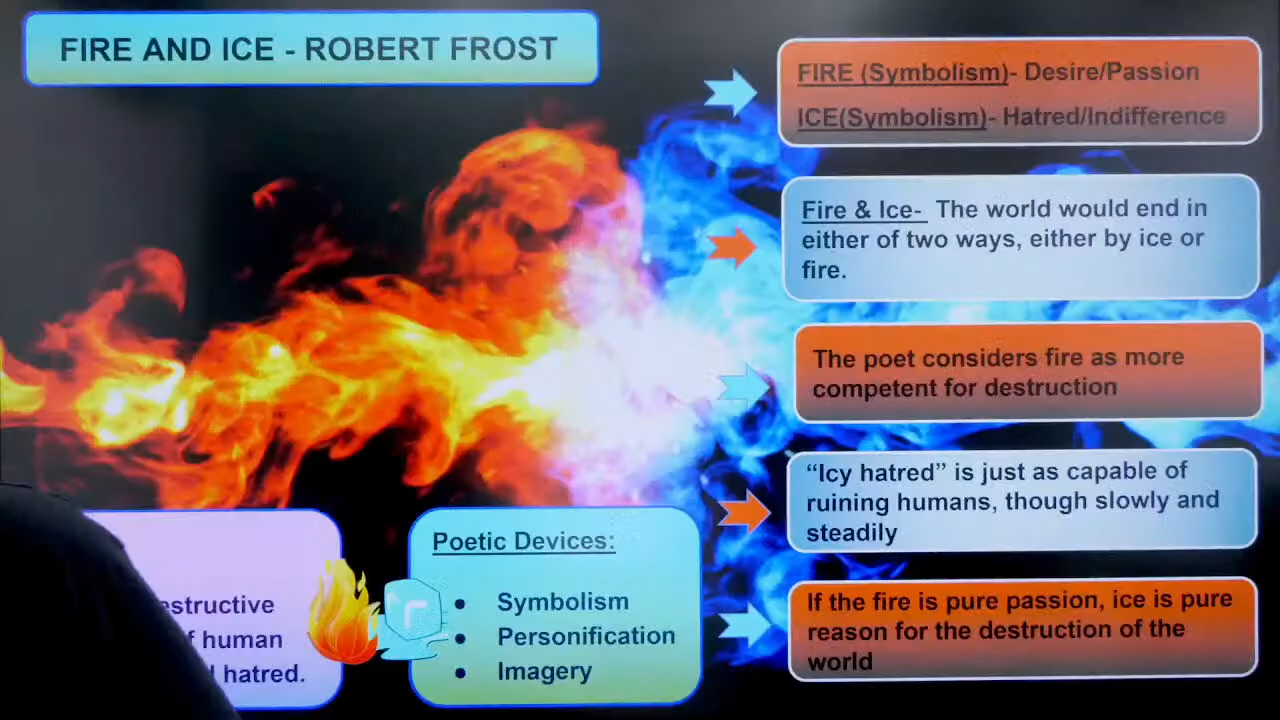 FIRE AND ICE - ROBERT FROST
FIRE (Symbolism)- Desire/Passion
ICE(Symbolism)- Hatred/Indifference
Fire & Ice- The world would end in
either of two ways, either by ice or
fire.
The poet considers fire as more
competent for destruction
“Icy hatred” is just as capable of
ruining humans, though slowly and
steadily
If the fire is pure passion, ice is pure
reason for the destruction of the
world
human
hatred.
Poetic Devices:
• Symbolism
• Personification
• Imagery